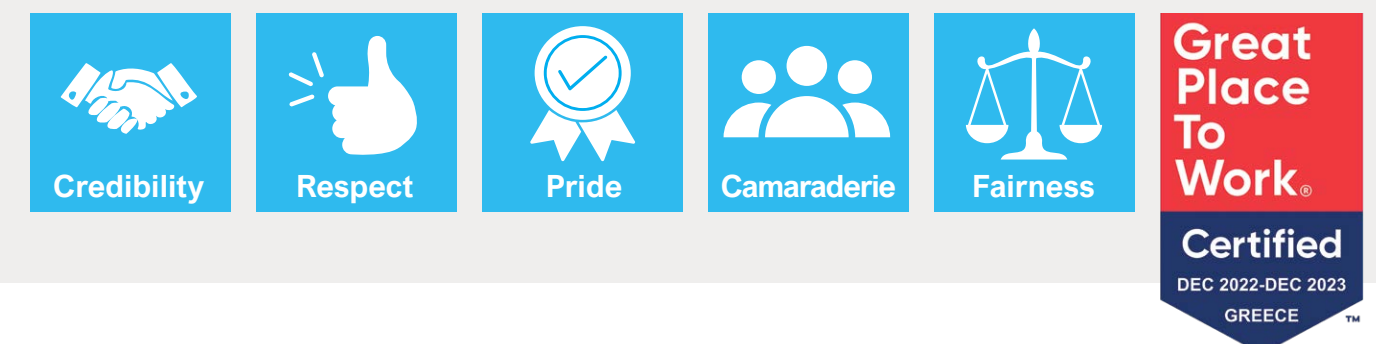 Credibility
Respect
Pride
Camaraderie
Fairness
Great
Place
To
Work®
Certified
DEC 2022-DEC 2023
GREECE
TM